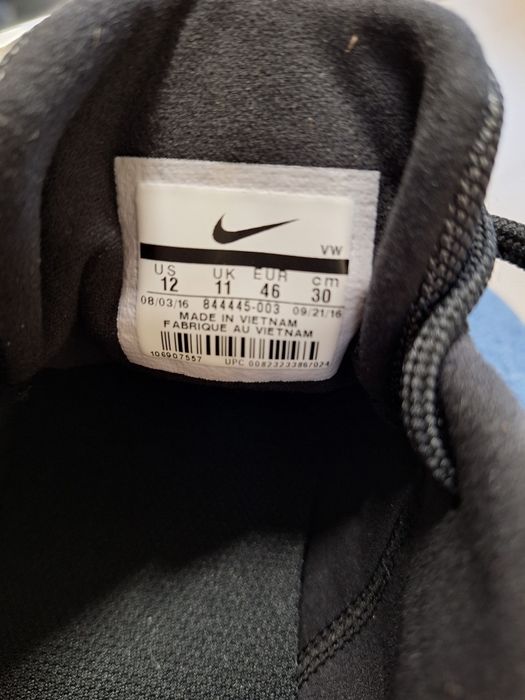 VW
US UK EUR cm
12 11 46 30
08/03/16 844445-003 09/21/16
MADE IN VIETNAM
FABRIQUE AU VIETNAM
106907557
UPC 00823233867024